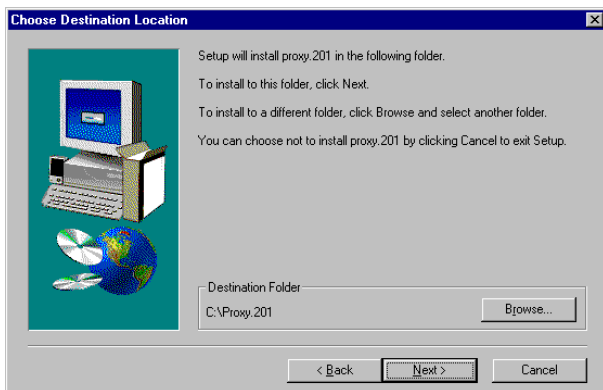 Choose Destination Location
Setup will install proxy.201 in the following folder.
To install to this folder, click Next.
To install to a different folder, click Browse and select another folder.
You can choose not to install proxy.201 by clicking Cancel to exit Setup.
Destination Folder
C:\Proxy.201
Browse...
< Back
Next >
Cancel